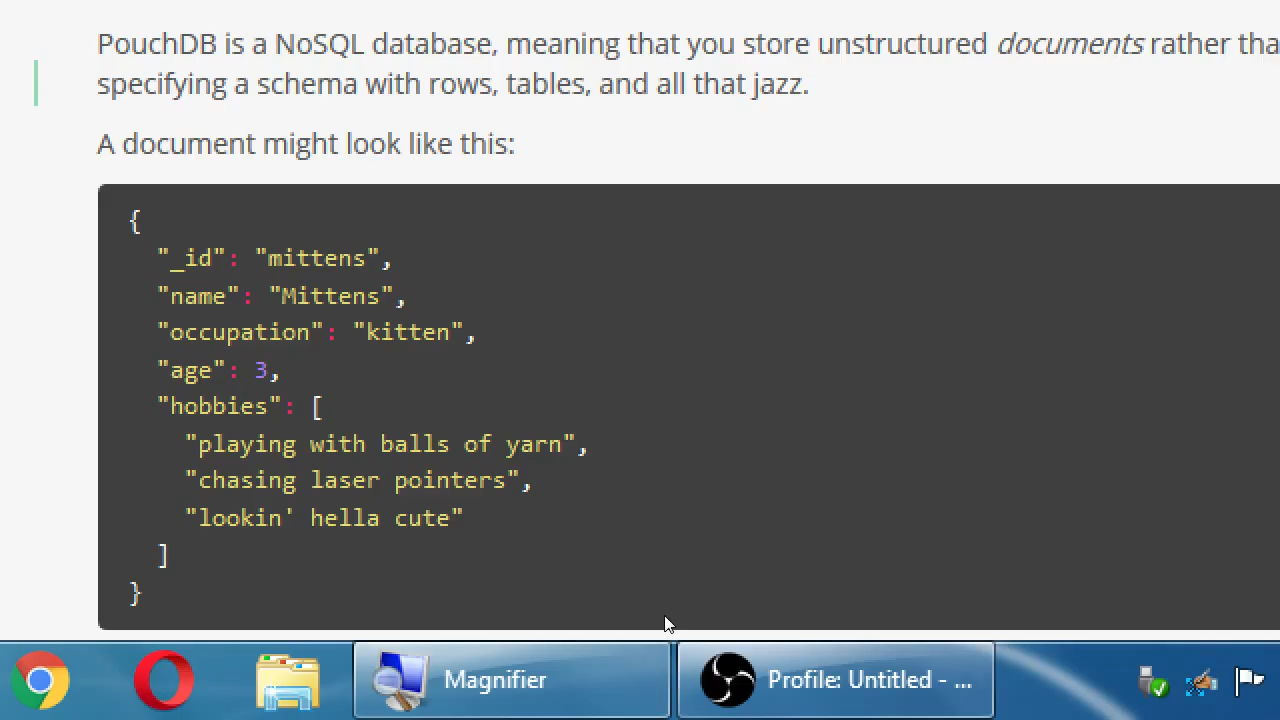 PouchDB is a NoSQL database, meaning that you store unstructured documents rather
specifying a schema with rows, tables, and all that jazz.
A document might look like this:
{
  "_id": "mittens",
  "name": "Mittens",
  "occupation": "kitten",
  "age": 3,
  "hobbies": [
    "playing with balls of yarn",
    "chasing laser pointers",
    "lookin' hella cute"
  ]
}
Magnifier
Profile: Untitled - ...